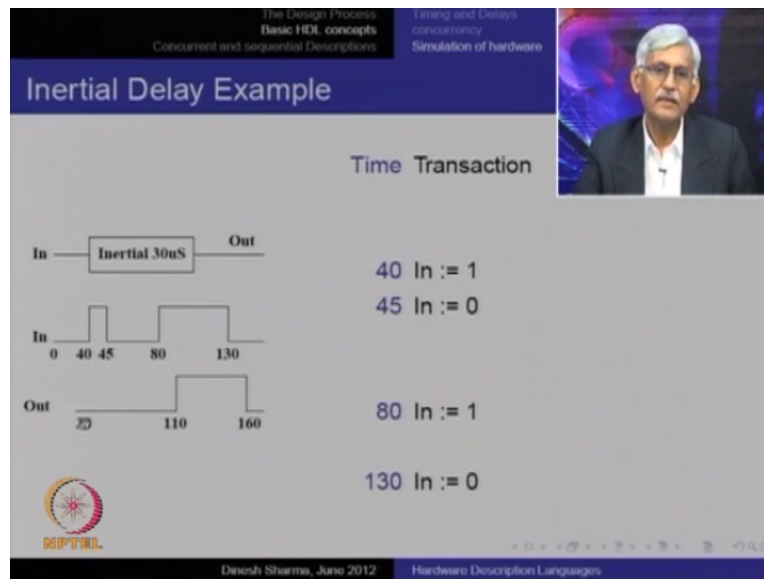 The Design Process
Basic HDL concepts
Concurrent and sequential Descriptions
Timing and Delays
concurrency
Simulation of hardware
Inertial Delay Example
Time Transaction
In Inertial 30uS Out
40 In := 1
45 In := 0
In
0 40 45 80 130
Out
110 160
80 In := 1
130 In := 0
NPTEL
Dinesh Sharma, June 2012 Hardware Description Languages